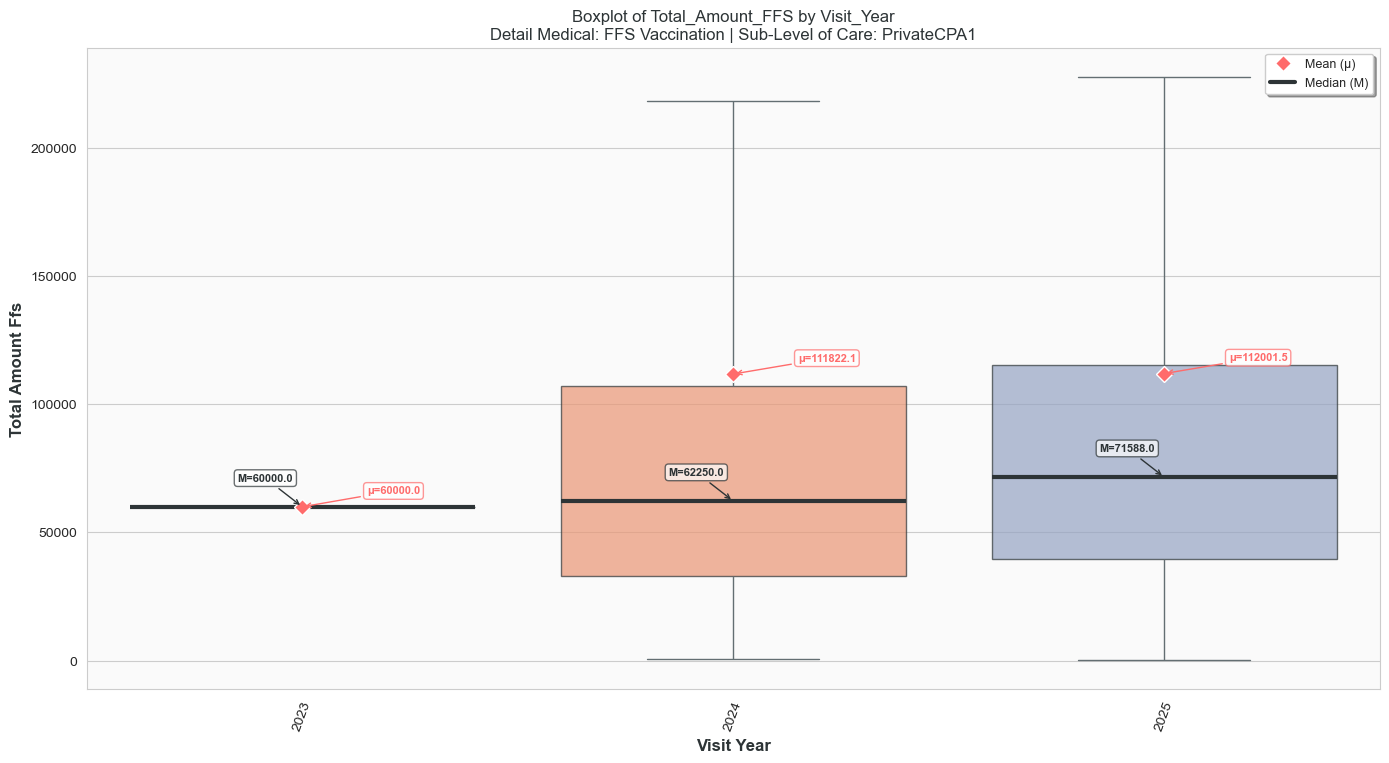 Boxplot of Total_Amount_FFS by Visit_Year
Detail Medical: FFS Vaccination | Sub-Level of Care: PrivateCPA1
Mean (μ)
Median (M)
Total Amount Ffs
200000
150000
100000
50000
0
M=60000.0
μ=60000.0
μ=111822.1
M=62250.0
μ=112001.5
M=71588.0
2023
2024
2025
Visit Year